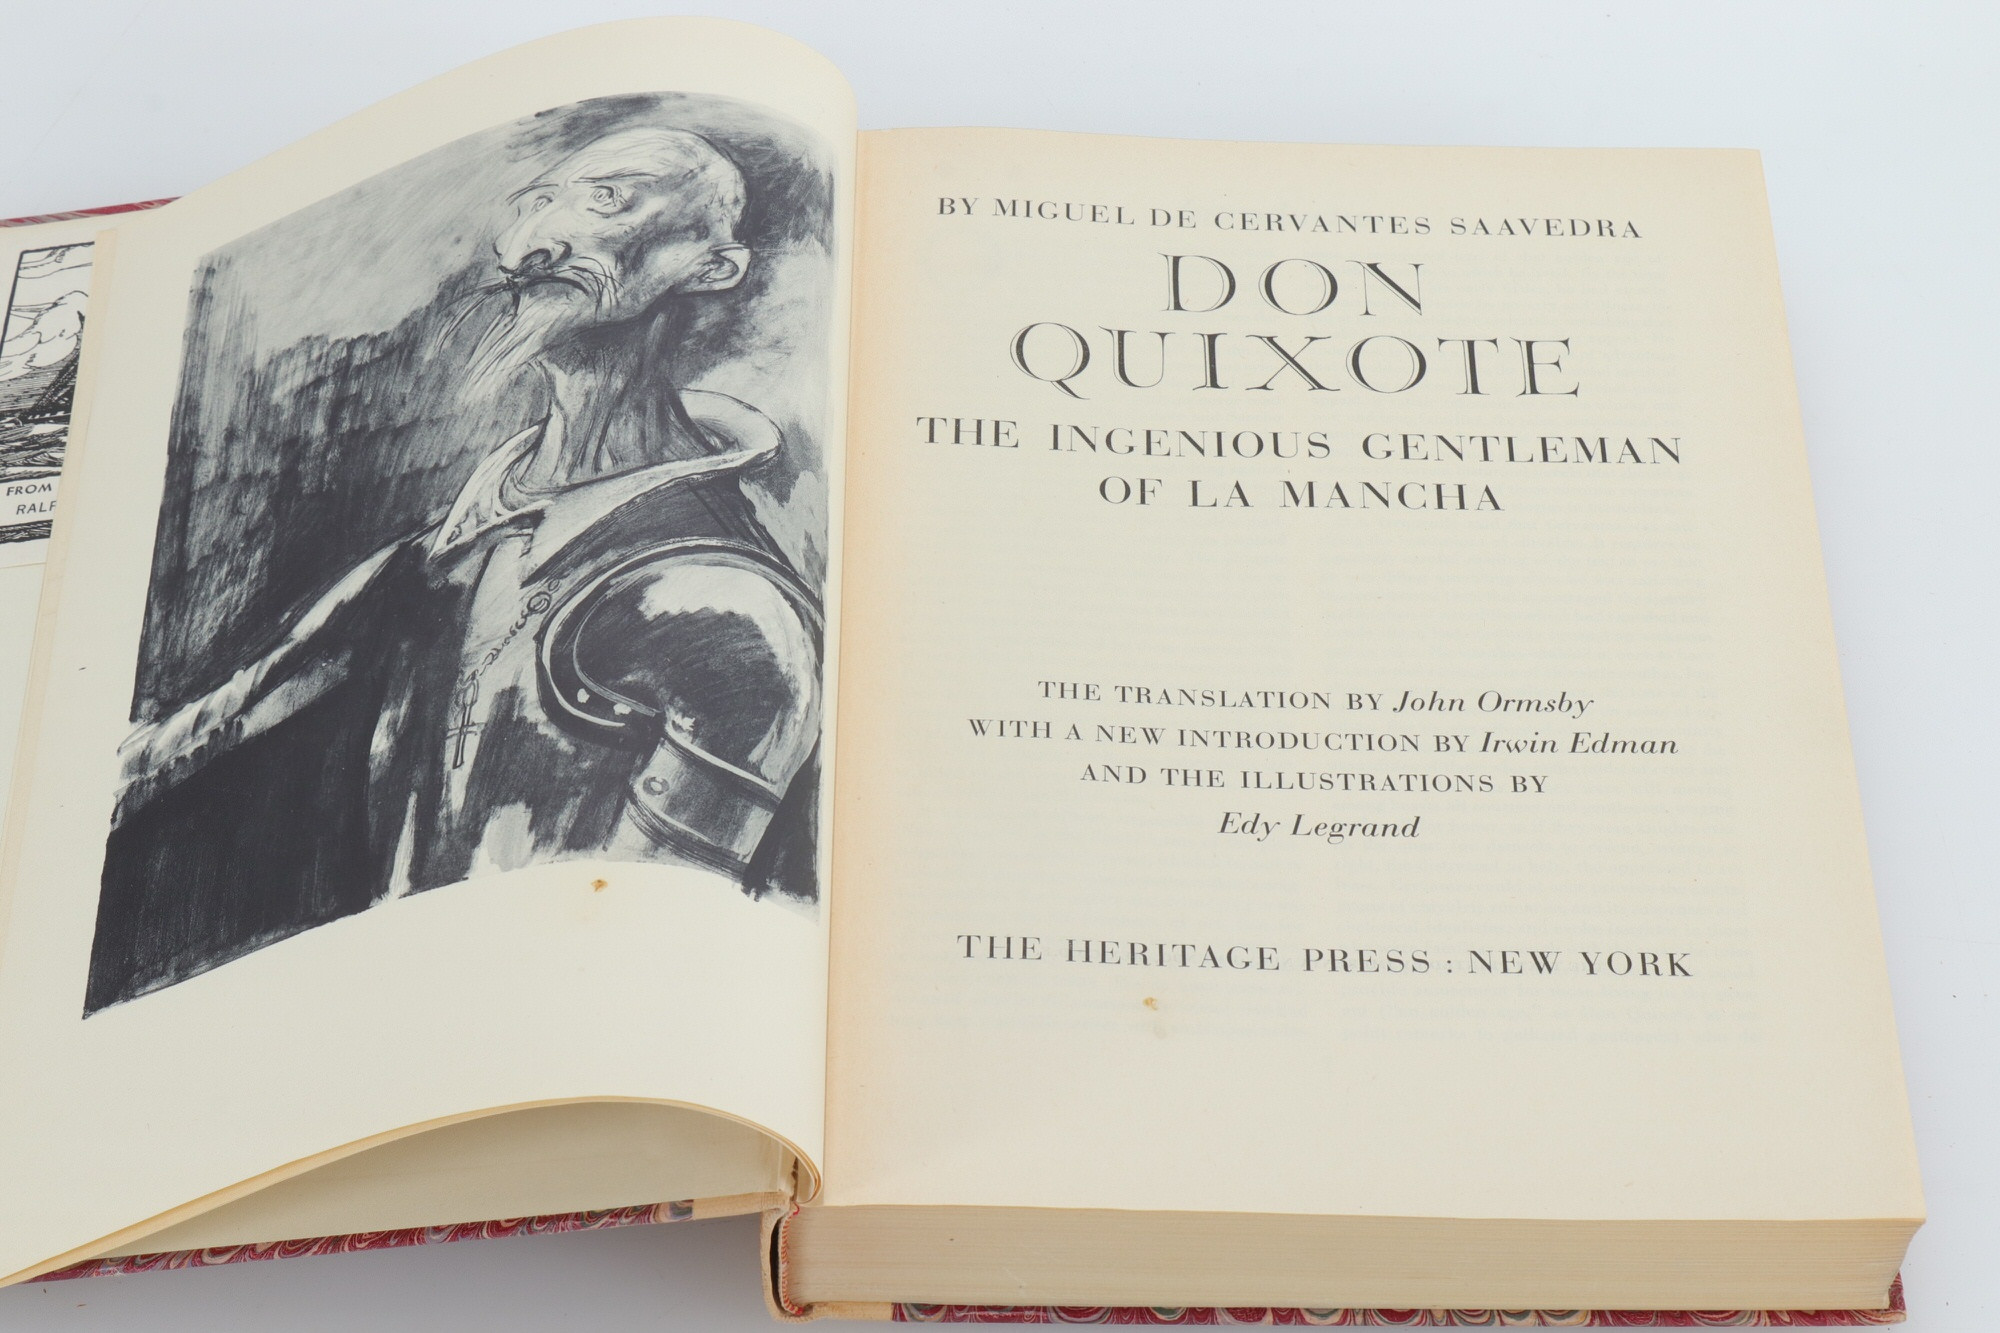 FROM
BY MIGUEL DE CERVANTES SAAVEDRA
DON
QUIXOTE
THE INGENIOUS GENTLEMAN
OF LA MANCHA
THE TRANSLATION BY John Ormsby
WITH A NEW INTRODUCTION BY Irwin Edman
AND THE ILLUSTRATIONS BY
Edy Legrand
THE HERITAGE PRESS : NEW YORK